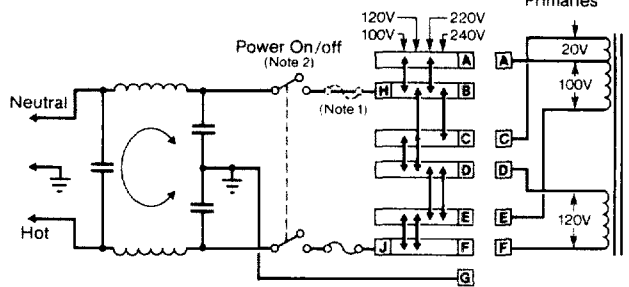 Primaries
120V 220V
100V 240V
Power On/off
(Note 2)
(Note 1)
Neutral
Hot
H
J
A
B
C
D
E
F
G
A
C
D
E
F
20V
100V
120V